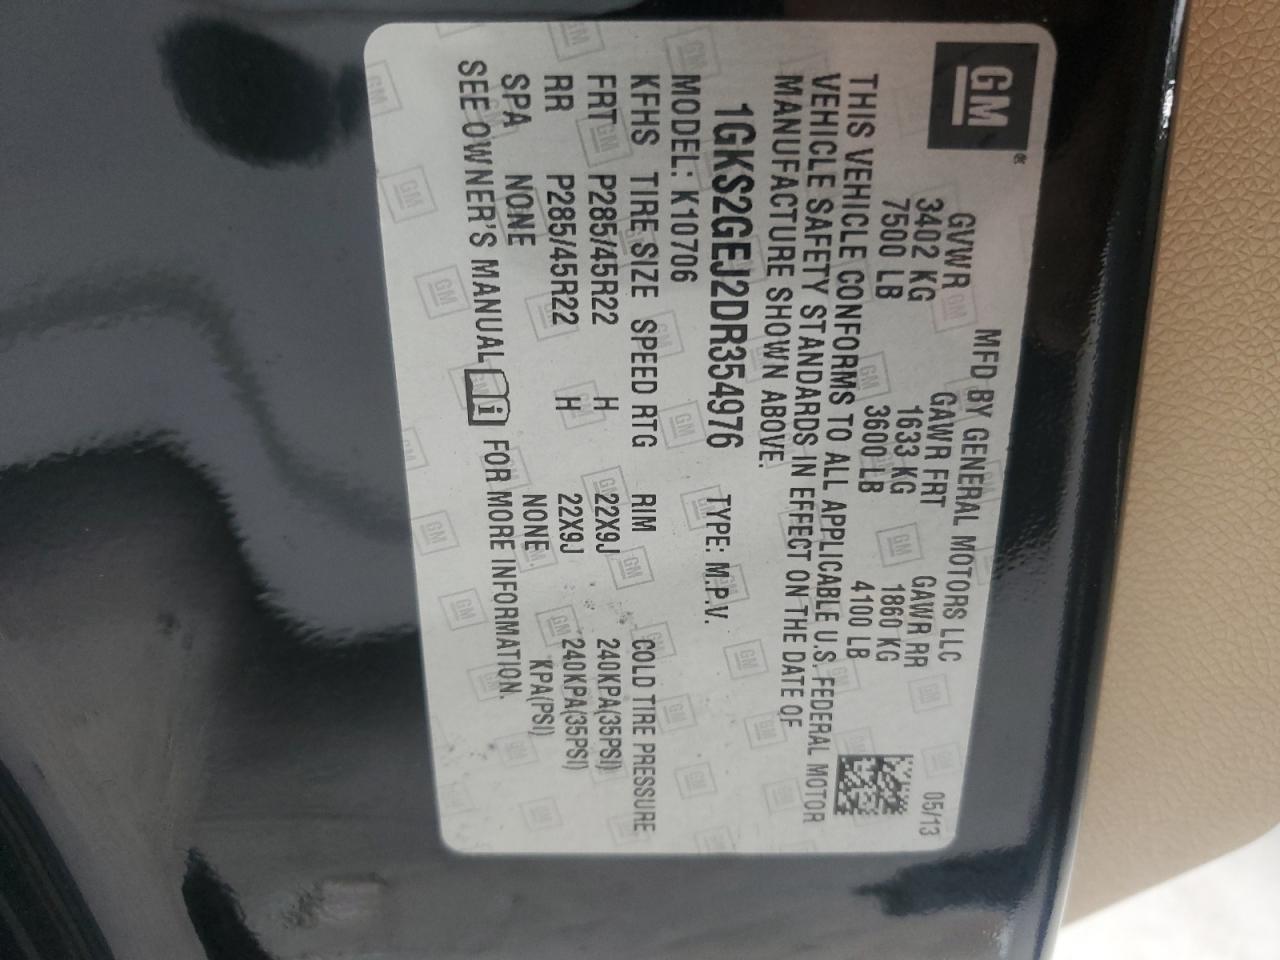 GM
MFD BY GENERAL MOTORS LLC 05/13
GVWR GAWR FRT GAWR RR
3402 KG 1633 KG 1860 KG
7500 LB 3600 LB 4100 LB
THIS VEHICLE CONFORMS TO ALL APPLICABLE U.S. FEDERAL MOTOR
VEHICLE SAFETY STANDARDS IN EFFECT ON THE DATE OF
MANUFACTURE SHOWN ABOVE.
1GKS2GEJ2DR354976 TYPE: M.P.V.
MODEL: K10706
KFHS TIRE SIZE SPEED RTG RIM COLD TIRE PRESSURE
FRT P285/45R22 H 22X9J 240KPA(35PSI)
RR P285/45R22 H 22X9J 240KPA(35PSI)
SPA NONE NONE KPA(PSI)
SEE OWNER'S MANUAL i FOR MORE INFORMATION.